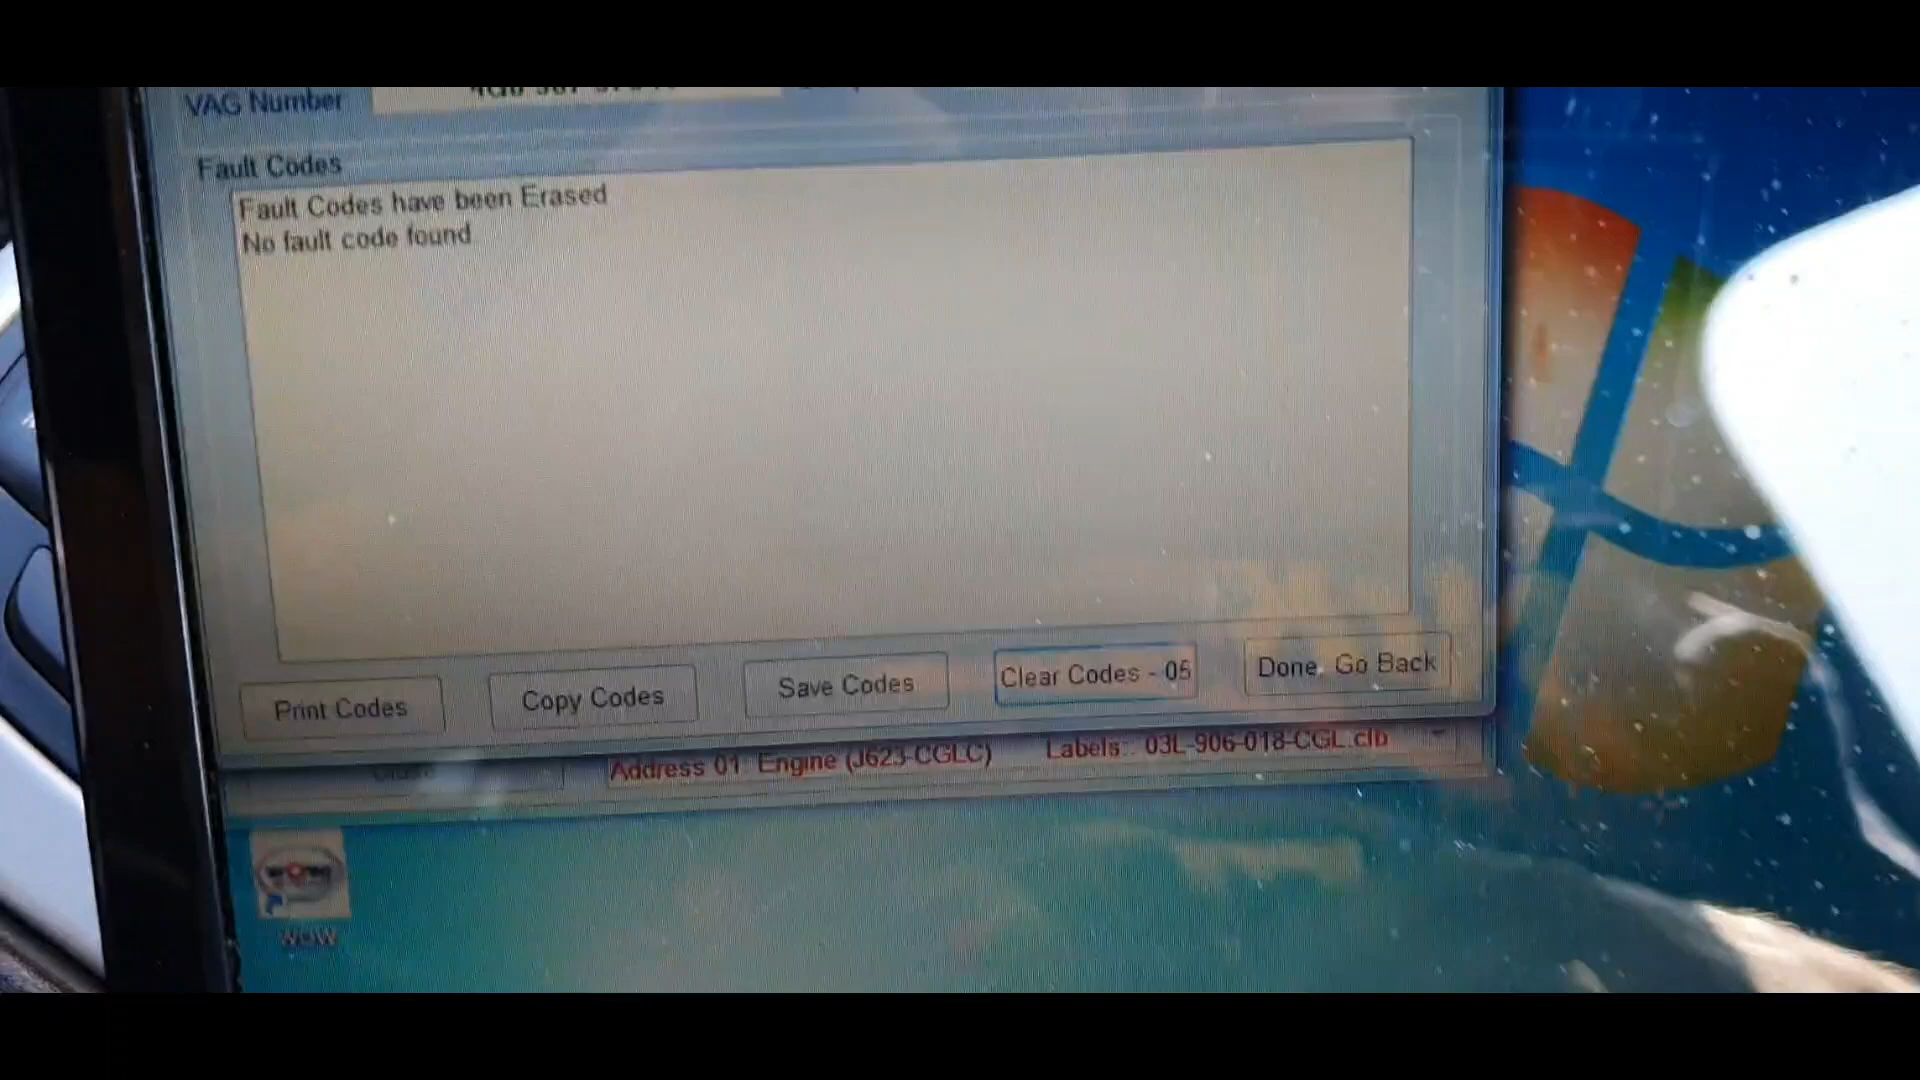 VAG Number
Fault Codes
Fault Codes have been Erased
No fault code found
Print Codes
Copy Codes
Save Codes
Clear Codes - 05
Done, Go Back
Address 01: Engine (J623-CGLC)
Labels: 03L-906-018-CGL.clb
wow